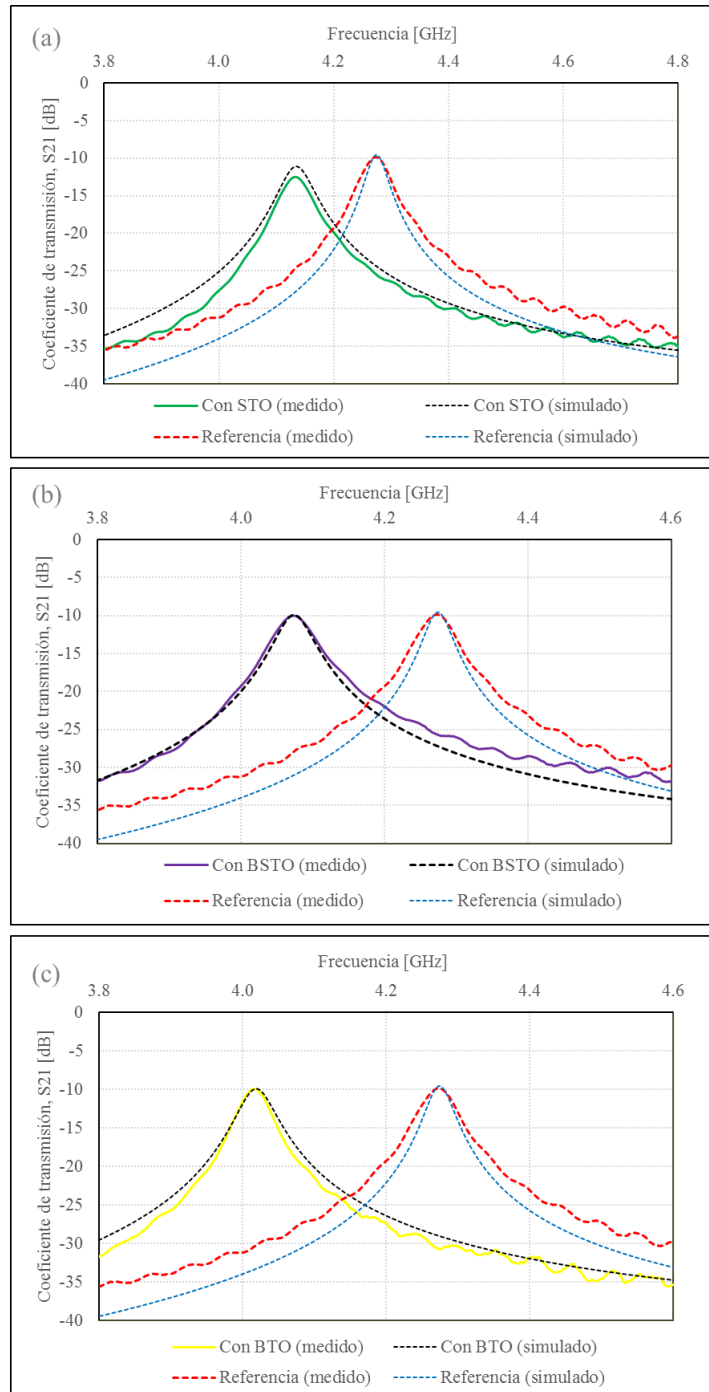 (a)
Frecuencia [GHz]
3.8 4.0 4.2 4.4 4.6 4.8
Coeficiente de transmisión, S21 [dB]
0
-5
-10
-15
-20
-25
-30
-35
-40
Con STO (medido) Con STO (simulado)
Referencia (medido) Referencia (simulado)
(b)
Frecuencia [GHz]
3.8 4.0 4.2 4.4 4.6
Coeficiente de transmisión, S21 [dB]
0
-5
-10
-15
-20
-25
-30
-35
-40
Con BSTO (medido) Con BSTO (simulado)
Referencia (medido) Referencia (simulado)
(c)
Frecuencia [GHz]
3.8 4.0 4.2 4.4 4.6
Coeficiente de transmisión, S21 [dB]
0
-5
-10
-15
-20
-25
-30
-35
-40
Con BTO (medido) Con BTO (simulado)
Referencia (medido) Referencia (simulado)